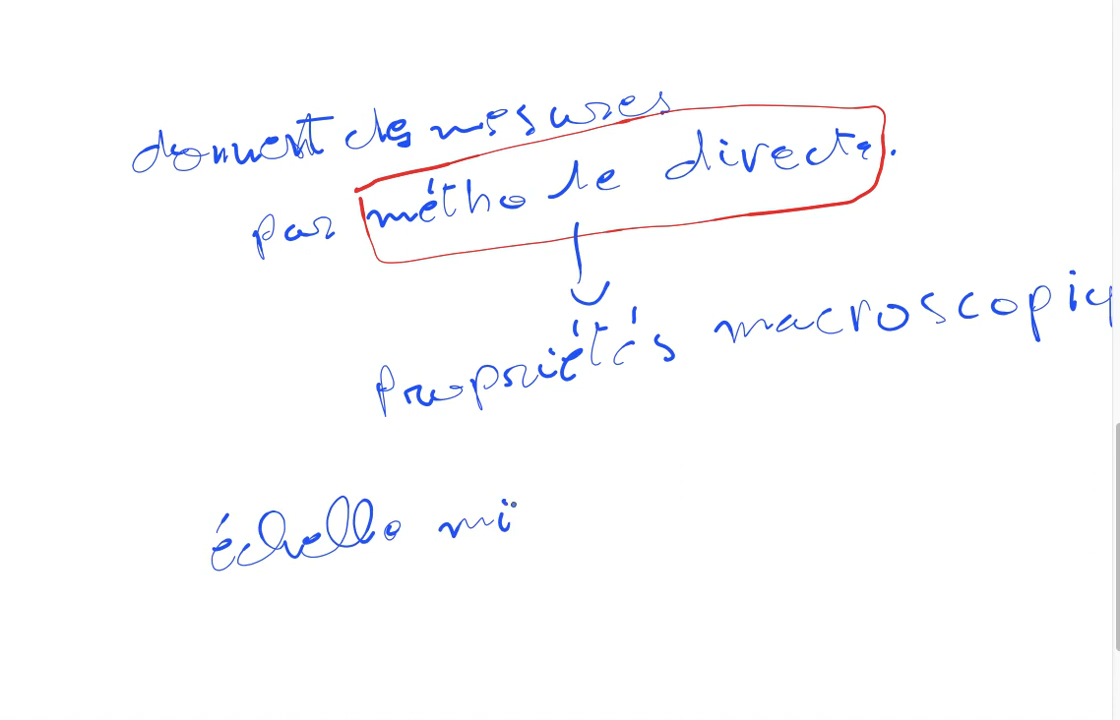 donnent des mesures
par méthode directe.
Propriétés macroscopiq
échelle mi